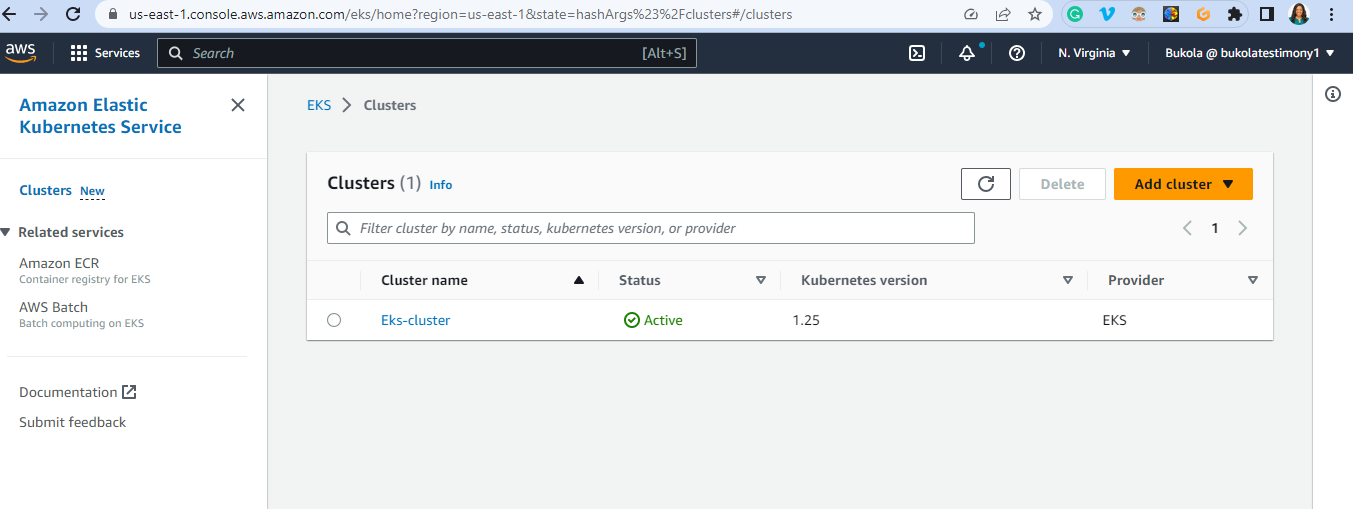 us-east-1.console.aws.amazon.com/eks/home?region=us-east-1&state=hashArgs%23%2Fclusters#/clusters
aws Services Search [Alt+S] N. Virginia Bukola @ bukolatestimony1
Amazon Elastic
Kubernetes Service
Clusters New
Related services
Amazon ECR
Container registry for EKS
AWS Batch
Batch computing on EKS
Documentation
Submit feedback
EKS Clusters
Clusters (1) Info Delete Add cluster
Filter cluster by name, status, kubernetes version, or provider 1
Cluster name Status Kubernetes version Provider
Eks-cluster Active 1.25 EKS